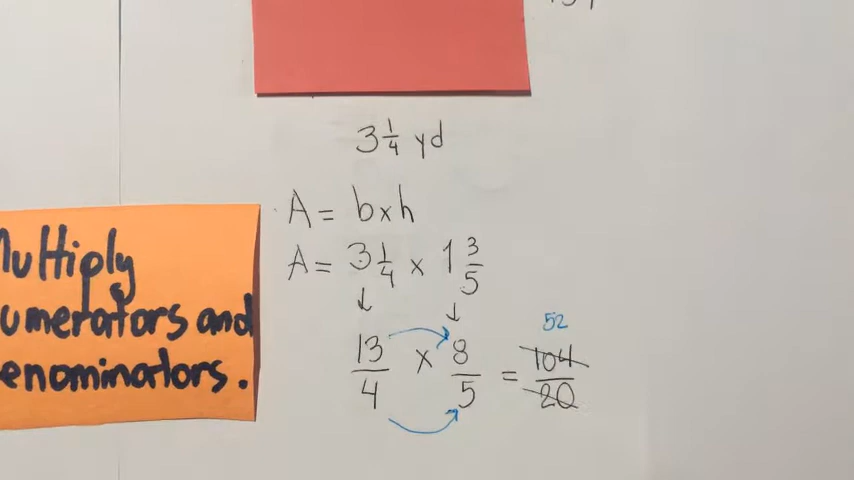 3 1/4 yd
A = b x h
A = 3 1/4 x 1 3/5
13/4 x 8/5 = 104/20
52
ultiply
umerators and
enominators.